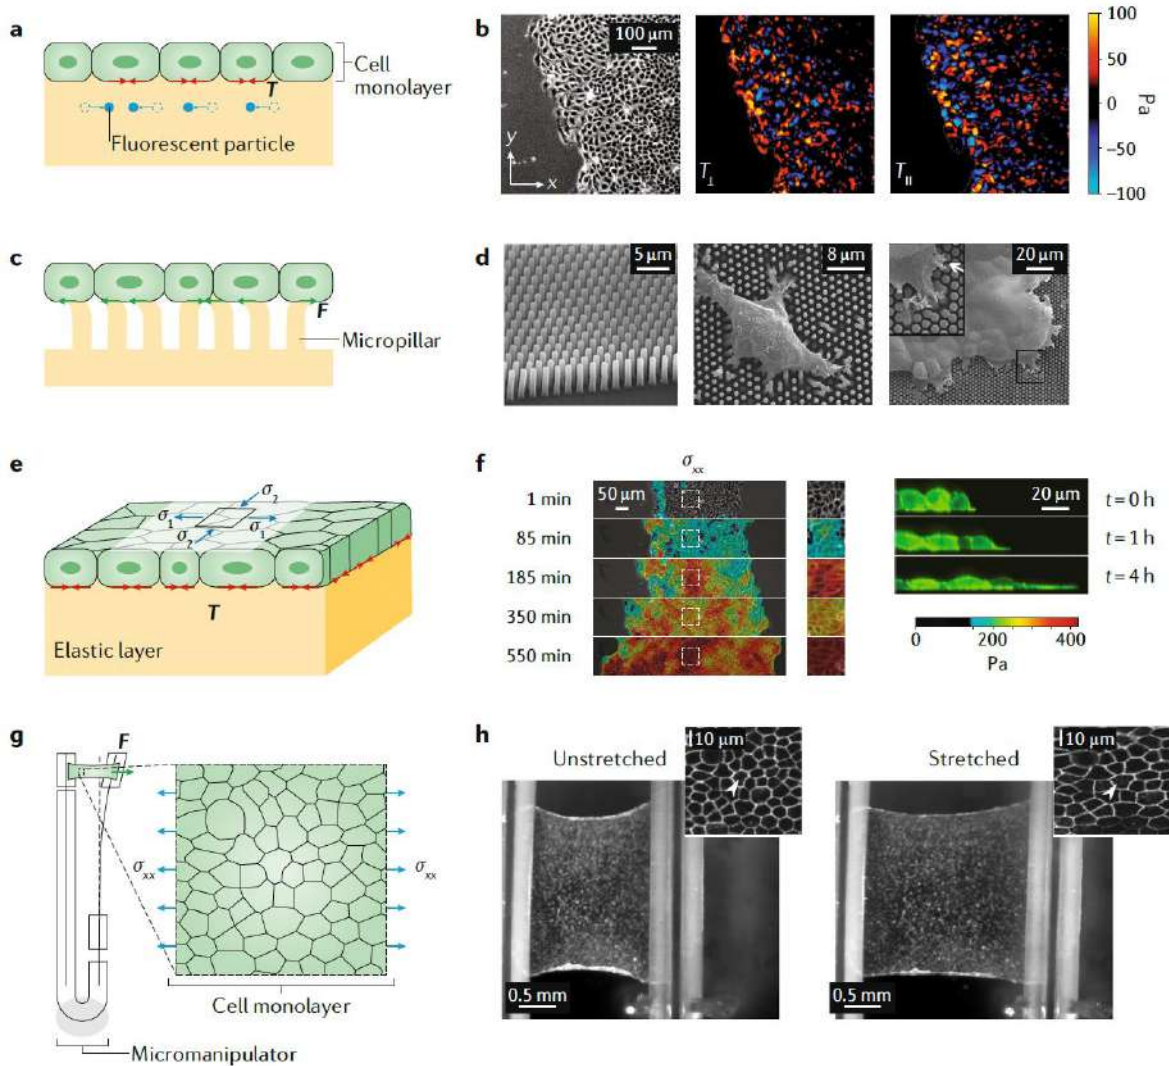 a
Cell
monolayer
T
Fluorescent particle
b
100 µm
y
x
T⊥
T||
100
50
0
−50
−100
Pa
c
F
Micropillar
d
5 µm
8 µm
20 µm
e
σ2
σ1
σ1
σ2
T
Elastic layer
f
σxx
1 min
85 min
185 min
350 min
550 min
50 µm
20 µm
t = 0 h
t = 1 h
t = 4 h
0
200
400
Pa
g
F
σxx
σxx
Cell monolayer
Micromanipulator
h
Unstretched
10 µm
0.5 mm
Stretched
10 µm
0.5 mm